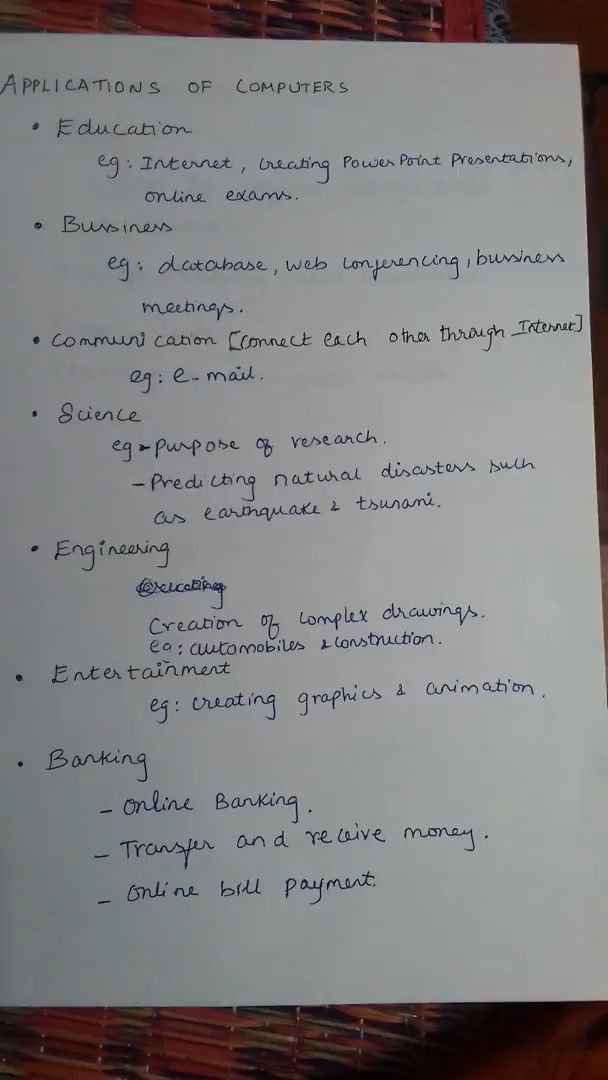 APPLICATIONS OF COMPUTERS
• Education
eg: Internet, creating PowerPoint Presentations,
online exams.
• Bussiness
eg: database, web conferencing, bussiness
meetings.
• Communication [connect each other through Internet]
eg: e-mail.
• Science
eg - purpose of research.
- Predicting natural disasters such
as earthquake & tsunami.
• Engineering
Creation of complex drawings.
eg: automobiles & construction.
• Entertainment
eg: creating graphics & animation.
• Banking
- Online Banking.
- Transfer and receive money.
- Online bill payment.